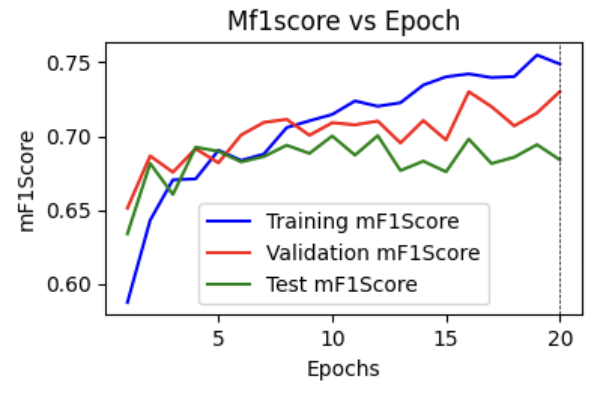 Mf1score vs Epoch
0.75
0.70
0.65
0.60
mF1Score
Training mF1Score
Validation mF1Score
Test mF1Score
5 10 15 20
Epochs